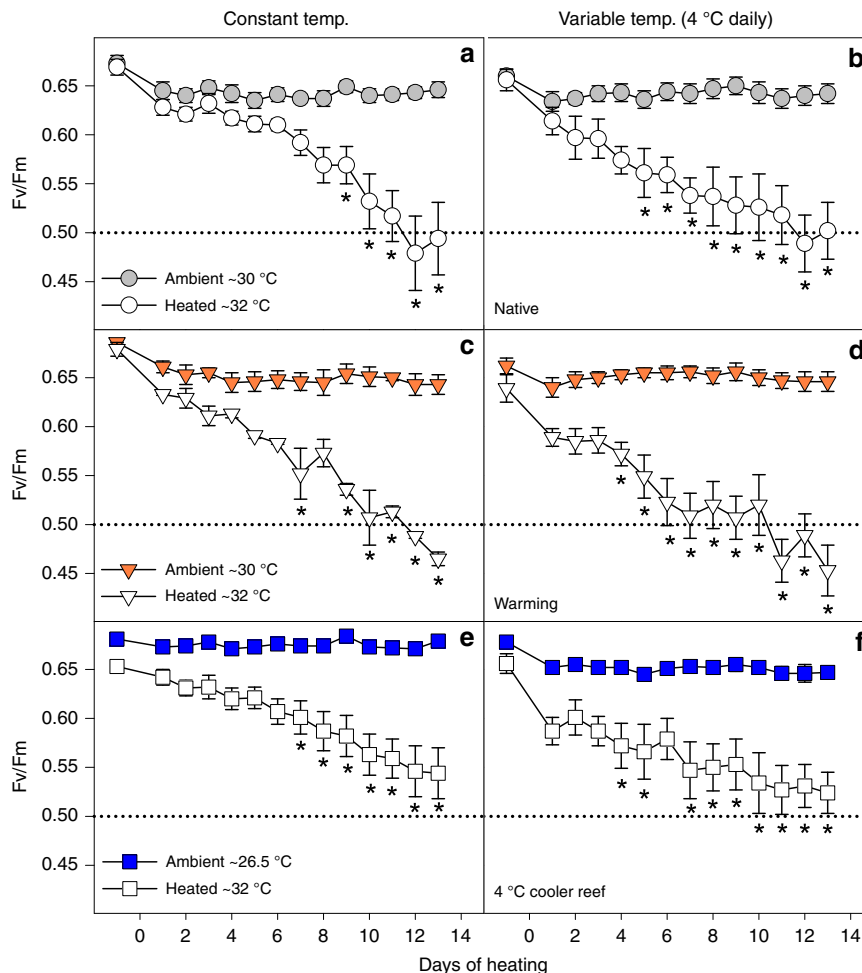 Constant temp.
Variable temp. (4 °C daily)
a
b
0.65
0.60
0.55
0.50
0.45
Fv/Fm
* * * * *
* * * * * * * * *
Ambient ~30 °C
Heated ~32 °C
Native
c
d
0.65
0.60
0.55
0.50
0.45
Fv/Fm
* * * * * *
* * * * * * * * * *
Ambient ~30 °C
Heated ~32 °C
Warming
e
f
0.65
0.60
0.55
0.50
0.45
Fv/Fm
* * * * * * *
* * * * * * * * *
Ambient ~26.5 °C
Heated ~32 °C
4 °C cooler reef
0 2 4 6 8 10 12 14
0 2 4 6 8 10 12 14
Days of heating